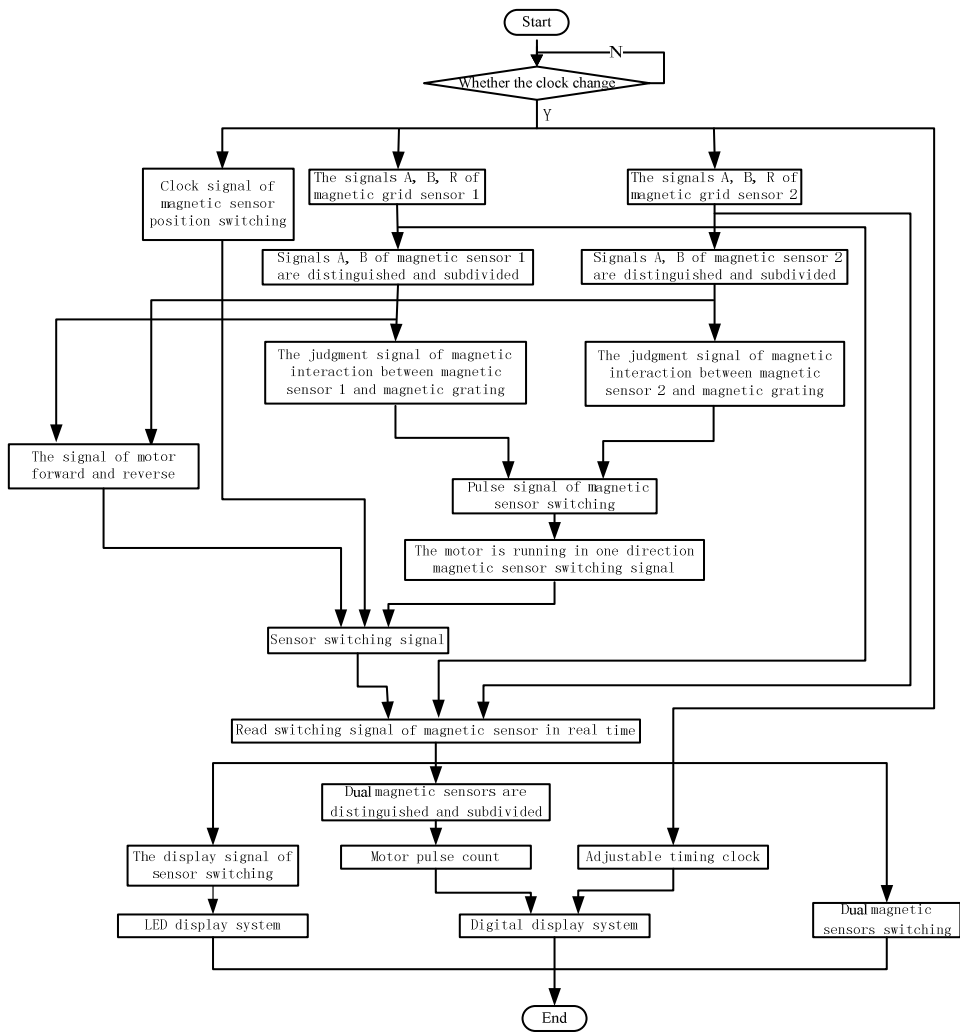 Start
N
Whether the clock change
Y
Clock signal of
magnetic sensor
position switching
The signals A, B, R of
magnetic grid sensor 1
The signals A, B, R of
magnetic grid sensor 2
Signals A, B of magnetic sensor 1
are distinguished and subdivided
Signals A, B of magnetic sensor 2
are distinguished and subdivided
The judgment signal of magnetic
interaction between magnetic
sensor 1 and magnetic grating
The judgment signal of magnetic
interaction between magnetic
sensor 2 and magnetic grating
The signal of motor
forward and reverse
Pulse signal of magnetic
sensor switching
The motor is running in one direction
magnetic sensor switching signal
Sensor switching signal
Read switching signal of magnetic sensor in real time
Dual magnetic sensors are
distinguished and subdivided
The display signal of
sensor switching
Motor pulse count
Adjustable timing clock
LED display system
Digital display system
Dual magnetic
sensors switching
End